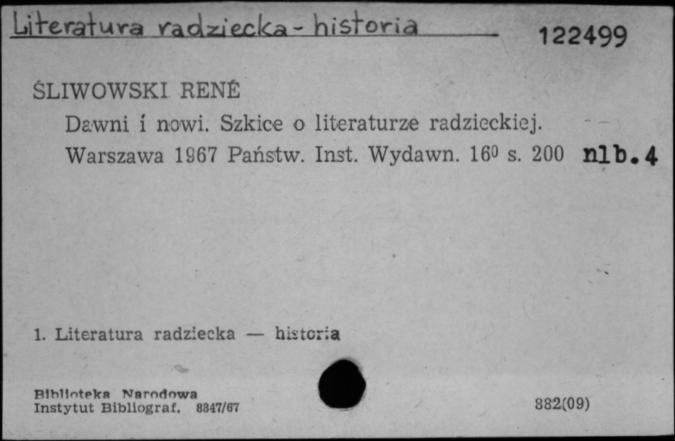 Literatura radziecka - historia
122499
ŚLIWOWSKI RENÉ
Dawni i nowi. Szkice o literaturze radzieckiej.
Warszawa 1967 Państw. Inst. Wydawn. 16⁰ s. 200 nlb. 4
1. Literatura radziecka — historia
Biblioteka Narodowa
Instytut Bibliograf. 8847/67
882(09)